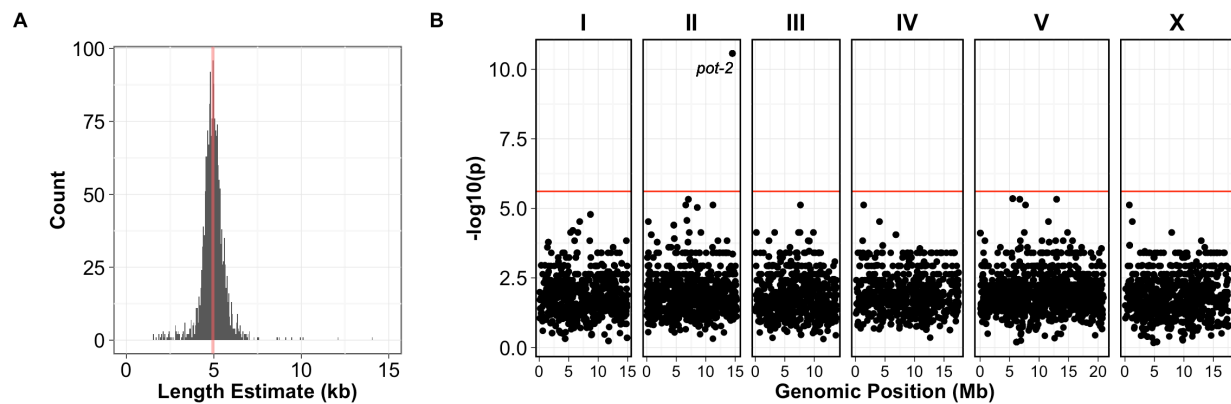 A
100
75
50
25
0
Count
0
5
10
15
Length Estimate (kb)
B
I II III IV V X
10.0
7.5
5.0
2.5
0.0
-log10(p)
pot-2
0 5 10 15 0 5 10 15 0 5 10 0 5 10 15 0 5 10 15 20 0 5 10 15
Genomic Position (Mb)